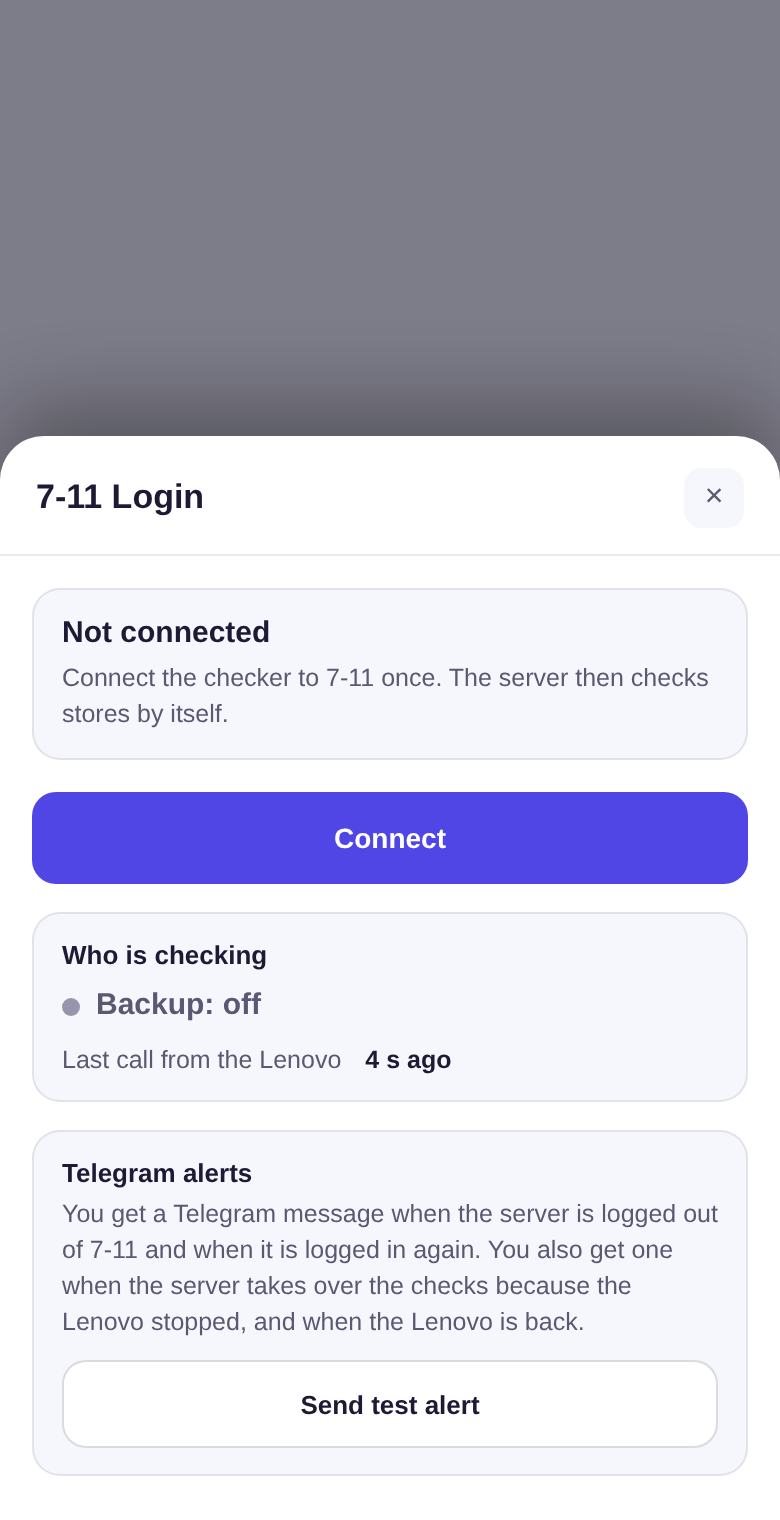 7-11 Login
✕
Not connected
Connect the checker to 7-11 once. The server then checks
stores by itself.
Connect
Who is checking
Backup: off
Last call from the Lenovo 4 s ago
Telegram alerts
You get a Telegram message when the server is logged out
of 7-11 and when it is logged in again. You also get one
when the server takes over the checks because the
Lenovo stopped, and when the Lenovo is back.
Send test alert